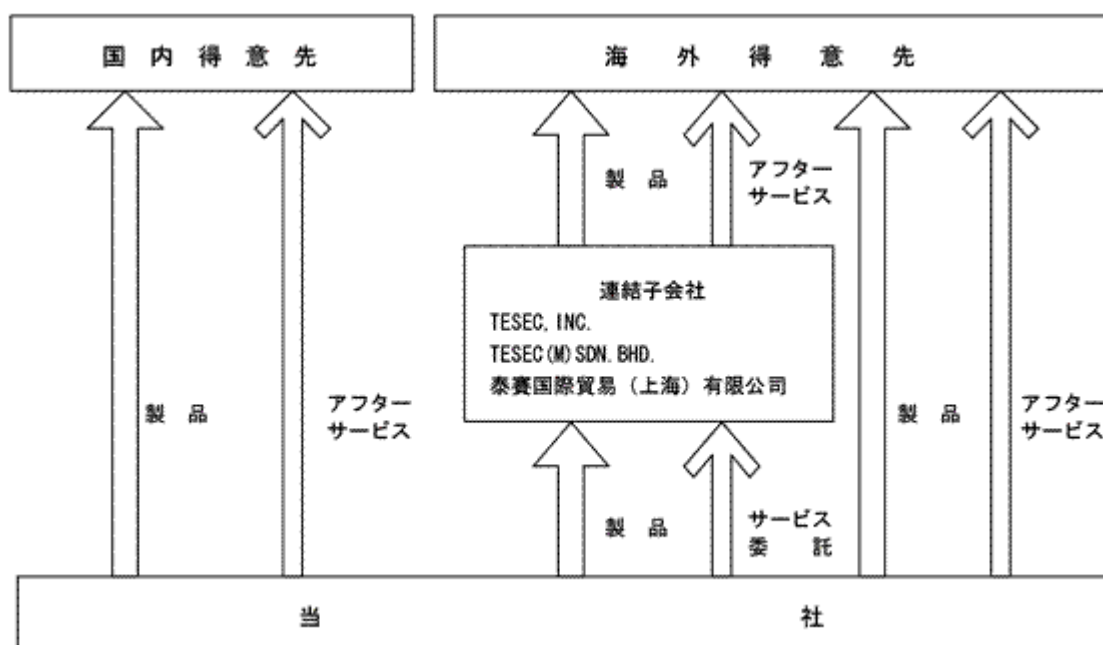 国内得意先
海外得意先
製品
アフター
サービス
連結子会社
TESEC, INC.
TESEC(M)SDN.BHD.
泰賽国際貿易（上海）有限公司
製品
アフター
サービス
製品
アフター
サービス
製品
サービス
委託
当社